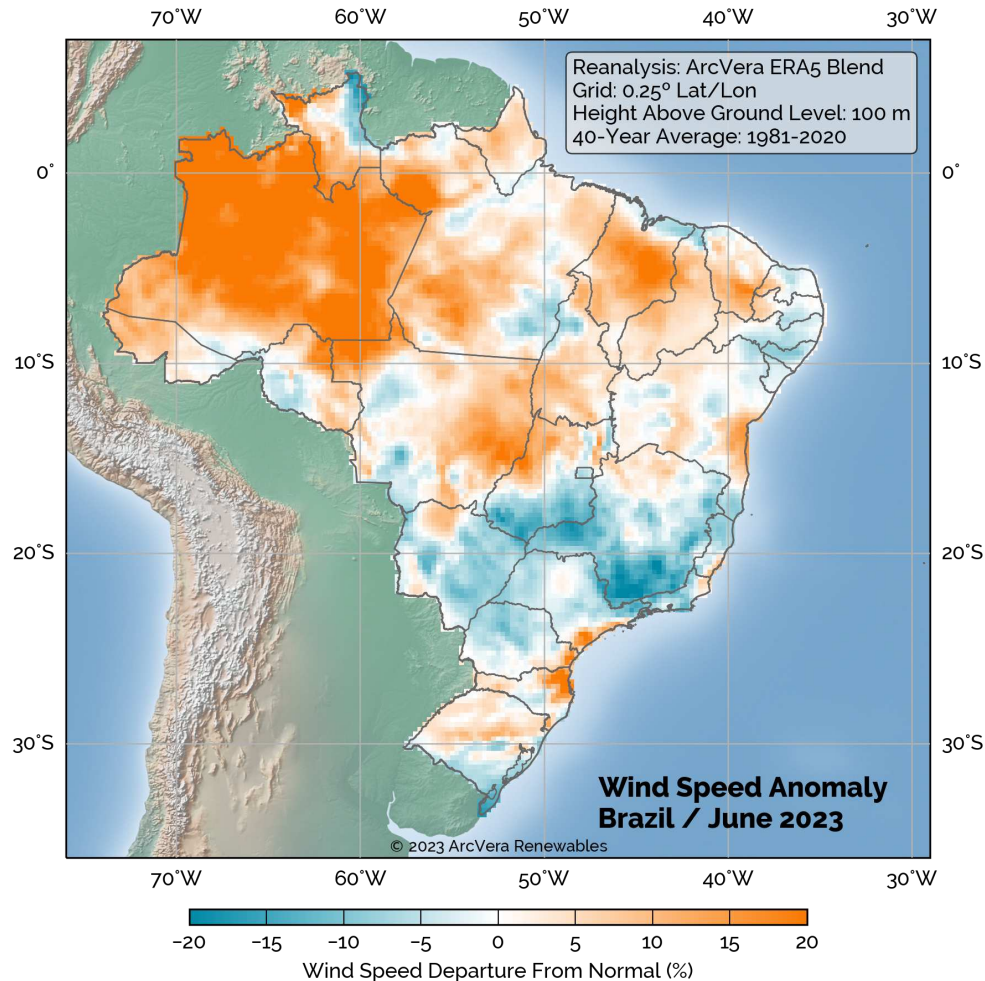 70°W 60°W 50°W 40°W 30°W
Reanalysis: ArcVera ERA5 Blend
Grid: 0.25º Lat/Lon
Height Above Ground Level: 100 m
40-Year Average: 1981-2020
0° 0°
10°S 10°S
20°S 20°S
30°S 30°S
Wind Speed Anomaly
Brazil / June 2023
© 2023 ArcVera Renewables
70°W 60°W 50°W 40°W 30°W
−20 −15 −10 −5 0 5 10 15 20
Wind Speed Departure From Normal (%)